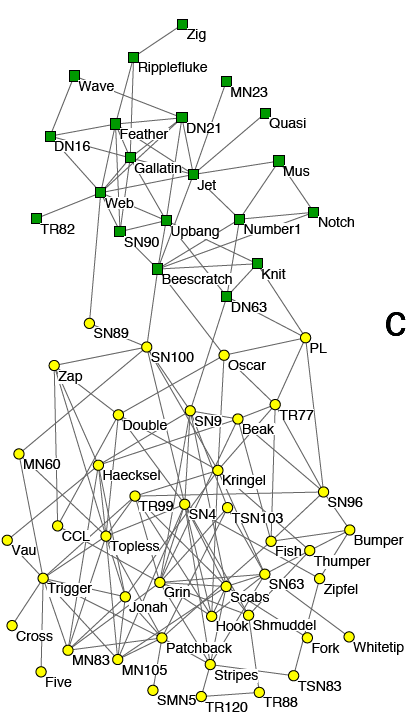 Zig
Ripplefluke
Wave
MN23
Quasi
Feather
DN21
DN16
Gallatin
Jet
Mus
Web
TR82
SN90
Upbang
Number1
Notch
Beescratch
Knit
DN63
C
SN89
SN100
Oscar
PL
Zap
Double
SN9
Beak
TR77
MN60
Haecksel
Kringel
TR99
SN4
TSN103
SN96
CCL
Topless
Vau
Fish
Bumper
Thumper
Trigger
Grin
Scabs
SN63
Zipfel
Jonah
Hook
Shmuddel
Cross
Patchback
Fork
Whitetip
MN83
MN105
Stripes
Five
TSN83
SMN5
TR120
TR88